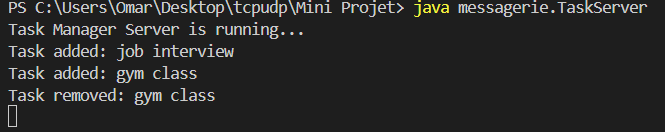 PS C:\Users\Omar\Desktop\tcpudp\Mini Projet> java messagerie.TaskServer
Task Manager Server is running...
Task added: job interview
Task added: gym class
Task removed: gym class